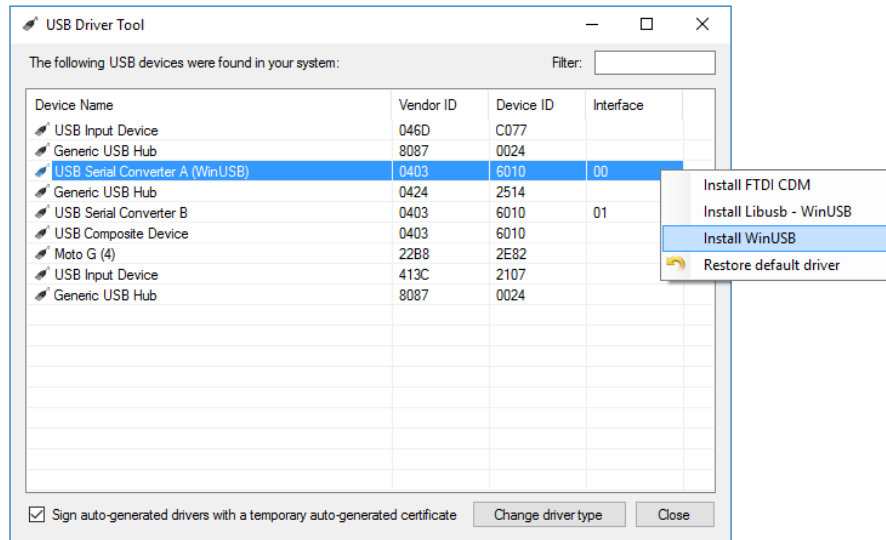 USB Driver Tool
The following USB devices were found in your system: Filter:
Device Name Vendor ID Device ID Interface
USB Input Device 046D C077
Generic USB Hub 8087 0024
USB Serial Converter A (WinUSB) 0403 6010 00
Generic USB Hub 0424 2514
USB Serial Converter B 0403 6010 01
USB Composite Device 0403 6010
Moto G (4) 22B8 2E82
USB Input Device 413C 2107
Generic USB Hub 8087 0024
Install FTDI CDM
Install Libusb - WinUSB
Install WinUSB
Restore default driver
Sign auto-generated drivers with a temporary auto-generated certificate Change driver type Close